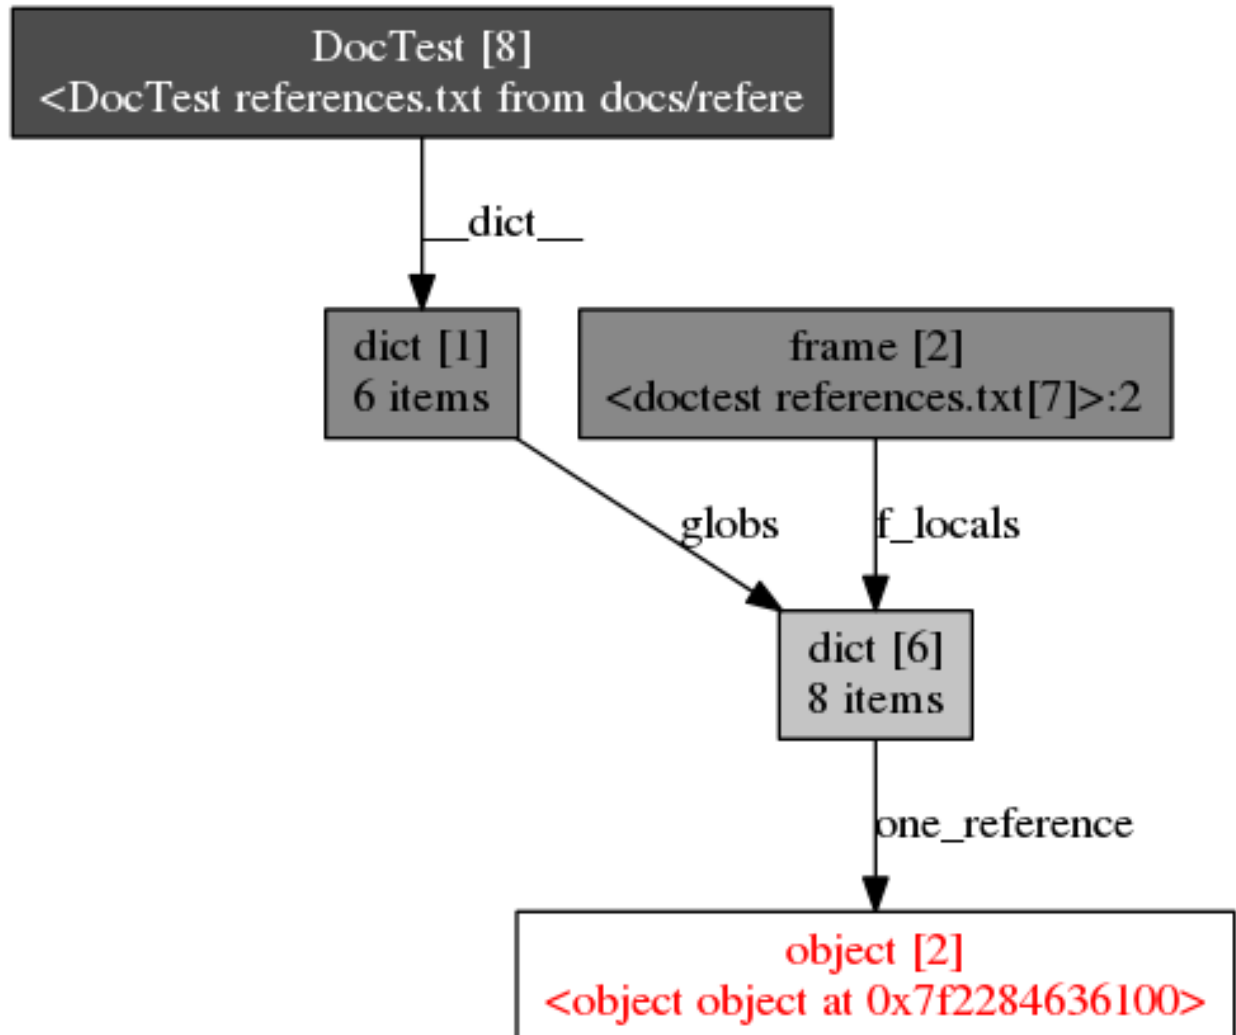 DocTest [8]
<DocTest references.txt from docs/refere
__dict__
dict [1]
6 items
frame [2]
<doctest references.txt[7]>:2
globs
f_locals
dict [6]
8 items
one_reference
object [2]
<object object at 0x7f2284636100>